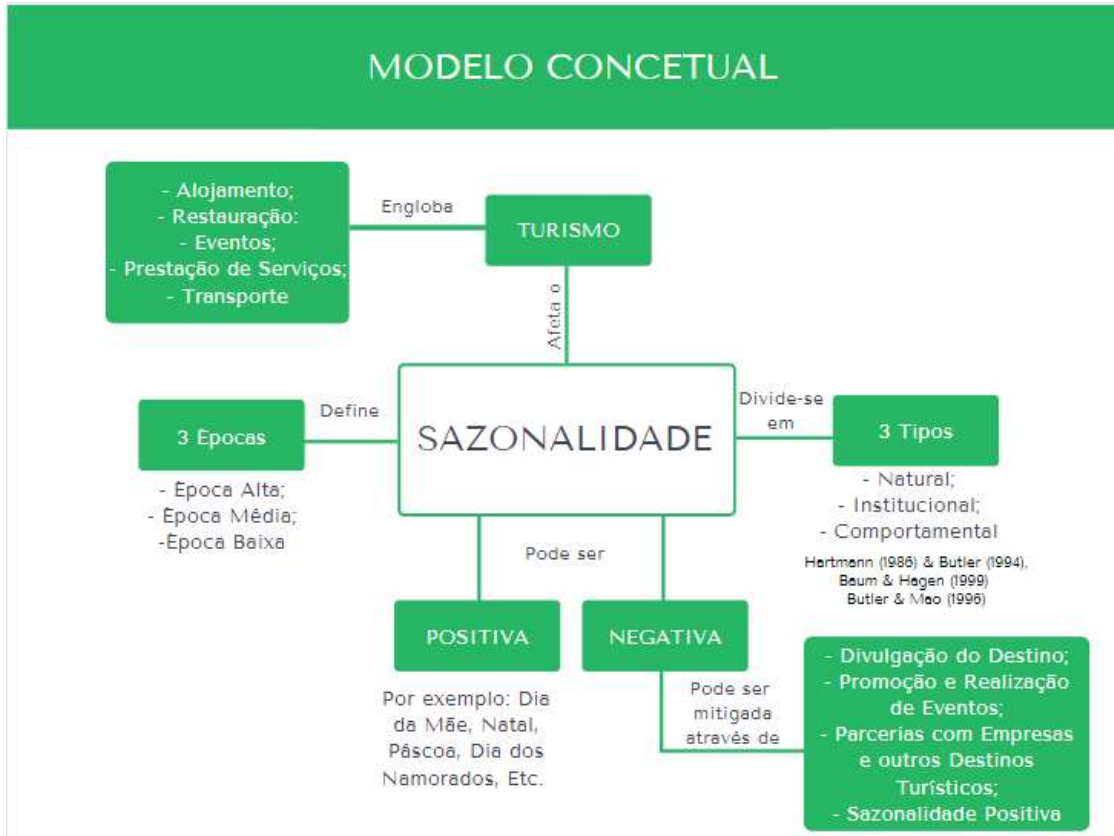 MODELO CONCETUAL
- Alojamento;
- Restauração:
- Eventos;
- Prestação de Serviços;
- Transporte
Engloba
TURISMO
Afeta o
3 Épocas
Define
SAZONALIDADE
Divide-se
em
3 Tipos
- Época Alta;
- Época Média;
-Época Baixa
- Natural;
- Institucional;
- Comportamental
Hartmann (1986) & Butler (1994),
Baum & Hagen (1999)
Butler & Mao (1996)
Pode ser
POSITIVA
NEGATIVA
Por exemplo: Dia
da Mãe, Natal,
Páscoa, Dia dos
Namorados, Etc.
Pode ser
mitigada
através de
- Divulgação do Destino;
- Promoção e Realização
de Eventos;
- Parcerias com Empresas
e outros Destinos
Turísticos;
- Sazonalidade Positiva